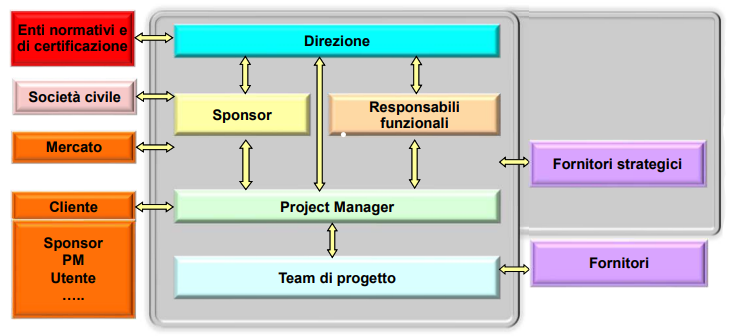 Enti normativi e
di certificazione
Direzione
Società civile
Sponsor
Responsabili
funzionali
Mercato
Fornitori strategici
Cliente
Project Manager
Sponsor
PM
Utente
…..
Team di progetto
Fornitori